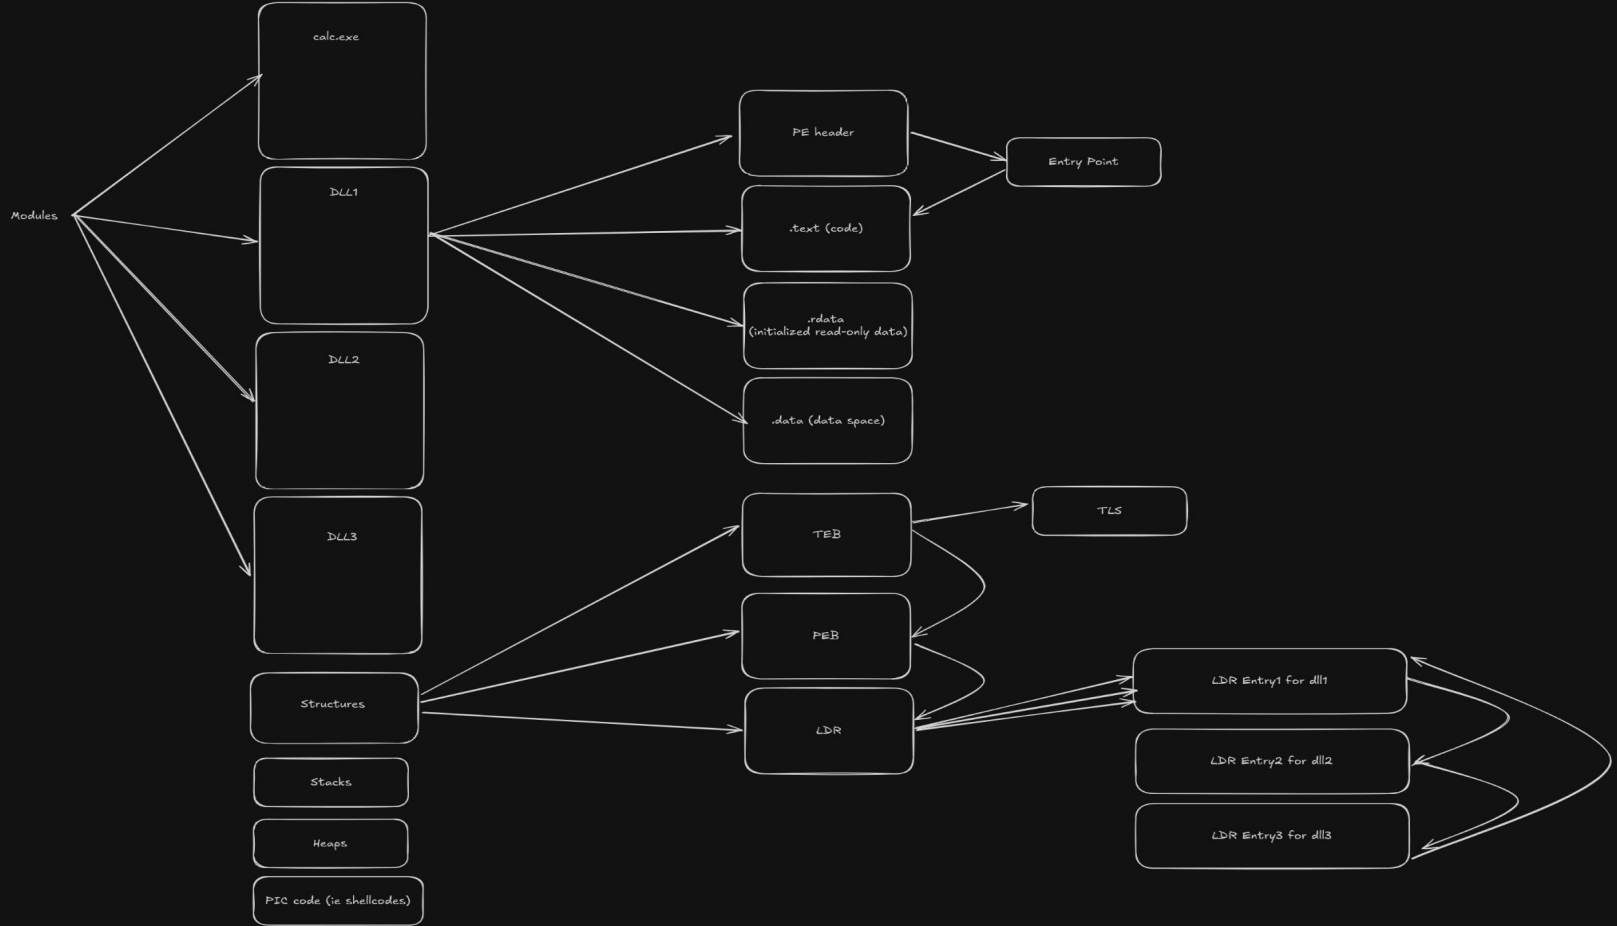 calc.exe
DLL1
Modules
DLL2
DLL3
Structures
Stacks
Heaps
PIC code (ie shellcodes)
PE header
Entry Point
.text (code)
.rdata
(initialized read-only data)
.data (data space)
TEB
TLS
PEB
LDR
LDR Entry1 for dll1
LDR Entry2 for dll2
LDR Entry3 for dll3